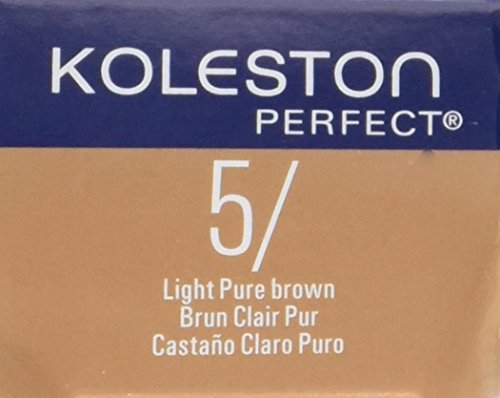 KOLESTON
PERFECT®
5/
Light Pure brown
Brun Clair Pur
Castaño Claro Puro